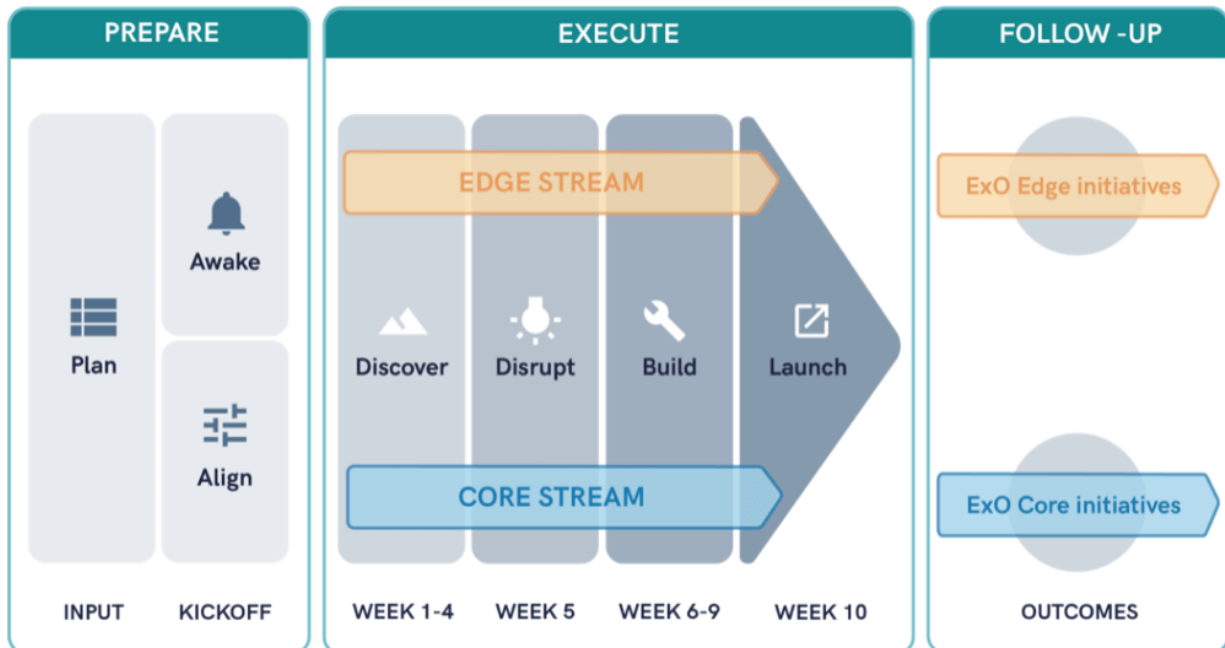 PREPARE
EXECUTE
FOLLOW -UP
Plan
Awake
Align
EDGE STREAM
Discover
Disrupt
Build
Launch
CORE STREAM
ExO Edge initiatives
ExO Core initiatives
INPUT
KICKOFF
WEEK 1-4
WEEK 5
WEEK 6-9
WEEK 10
OUTCOMES